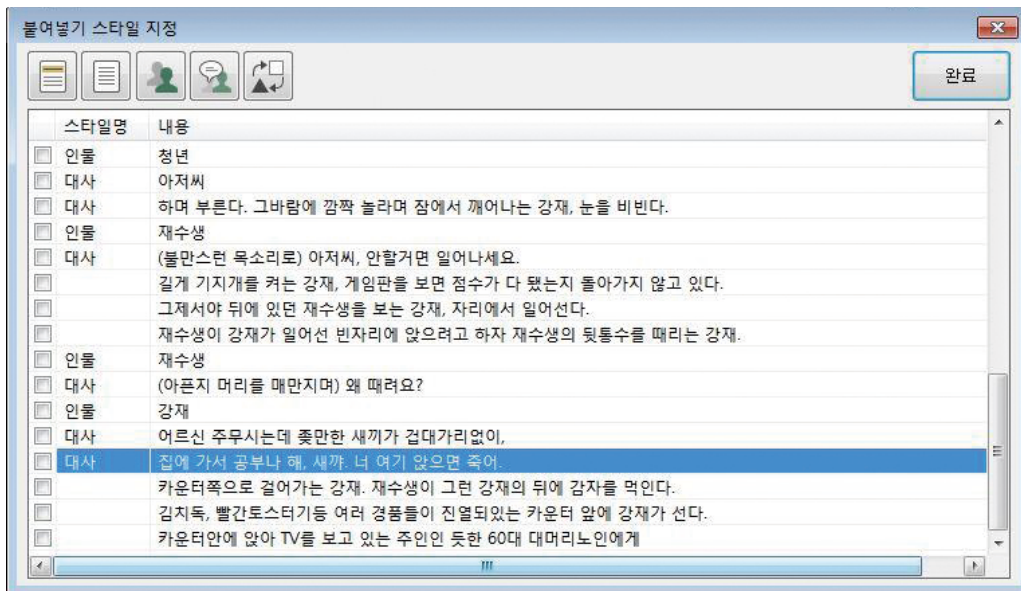 붙여넣기 스타일 지정
완료
스타일명 내용
인물 청년
대사 아저씨
대사 하며 부른다. 그바람에 깜짝 놀라며 잠에서 깨어나는 강재, 눈을 비빈다.
인물 재수생
대사 (불만스런 목소리로) 아저씨, 안할거면 일어나세요.
길게 기지개를 켜는 강재, 게임판을 보면 점수가 다 됐는지 돌아가지 않고 있다.
그제서야 뒤에 있던 재수생을 보는 강재, 자리에서 일어선다.
재수생이 강재가 일어선 빈자리에 앉으려고 하자 재수생의 뒷통수를 때리는 강재.
인물 재수생
대사 (아픈지 머리를 매만지며) 왜 때려요?
인물 강재
대사 어르신 주무시는데 좆만한 새끼가 겁대가리없이,
대사 집에 가서 공부나 해, 새꺄. 너 여기 앉으면 죽어.
카운터쪽으로 걸어가는 강재. 재수생이 그런 강재의 뒤에 감자를 먹인다.
김치독, 빨간토스터기등 여러 경품들이 진열되있는 카운터 앞에 강재가 선다.
카운터안에 앉아 TV를 보고 있는 주인인 듯한 60대 대머리노인에게